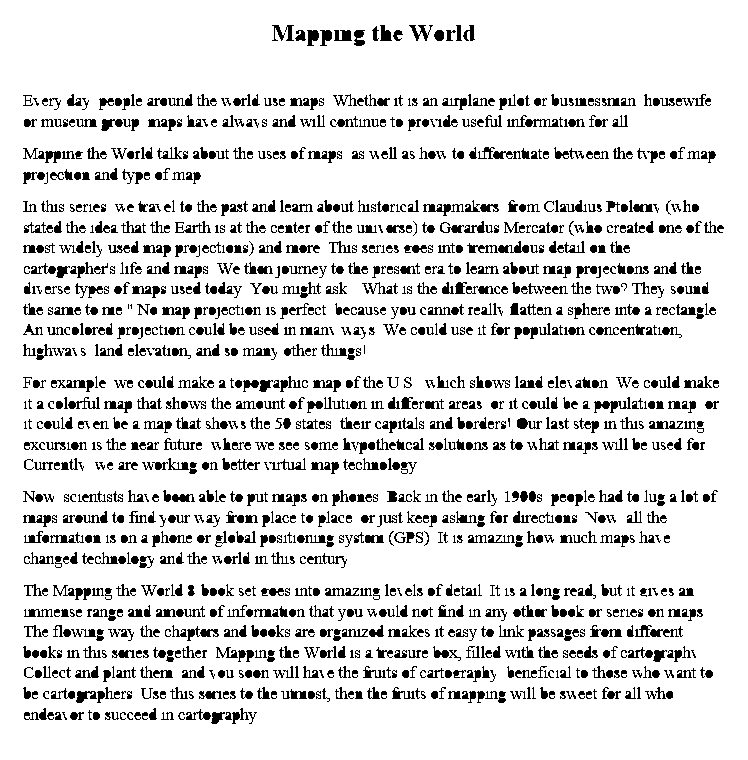 Mapping the World
Every day people around the world use maps Whether it is an airplane pilot or businessman housewife
or museum group maps have always and will continue to provide useful information for all
Mapping the World talks about the uses of maps as well as how to differentiate between the type of map
projection and type of map
In this series we travel to the past and learn about historical mapmakers from Claudius Ptolemy (who
stated the idea that the Earth is at the center of the universe) to Gerardus Mercator (who created one of the
most widely used map projections) and more This series goes into tremendous detail on the
cartographer's life and maps We then journey to the present era to learn about map projections and the
diverse types of maps used today You might ask What is the difference between the two? They sound
the same to me " No map projection is perfect because you cannot really flatten a sphere into a rectangle
An uncolored projection could be used in many ways We could use it for population concentration,
highways land elevation, and so many other things!
For example we could make a topographic map of the U S which shows land elevation We could make
it a colorful map that shows the amount of pollution in different areas or it could be a population map or
it could even be a map that shows the 50 states their capitals and borders! Our last step in this amazing
excursion is the near future where we see some hypothetical solutions as to what maps will be used for
Currently we are working on better virtual map technology
Now scientists have been able to put maps on phones Back in the early 1900s people had to lug a lot of
maps around to find your way from place to place or just keep asking for directions Now all the
information is on a phone or global positioning system (GPS) It is amazing how much maps have
changed technology and the world in this century
The Mapping the World 8 book set goes into amazing levels of detail It is a long read, but it gives an
immense range and amount of information that you would not find in any other book or series on maps
The flowing way the chapters and books are organized makes it easy to link passages from different
books in this series together Mapping the World is a treasure box, filled with the seeds of cartography
Collect and plant them and you soon will have the fruits of cartography beneficial to those who want to
be cartographers Use this series to the utmost, then the fruits of mapping will be sweet for all who
endeavor to succeed in cartography